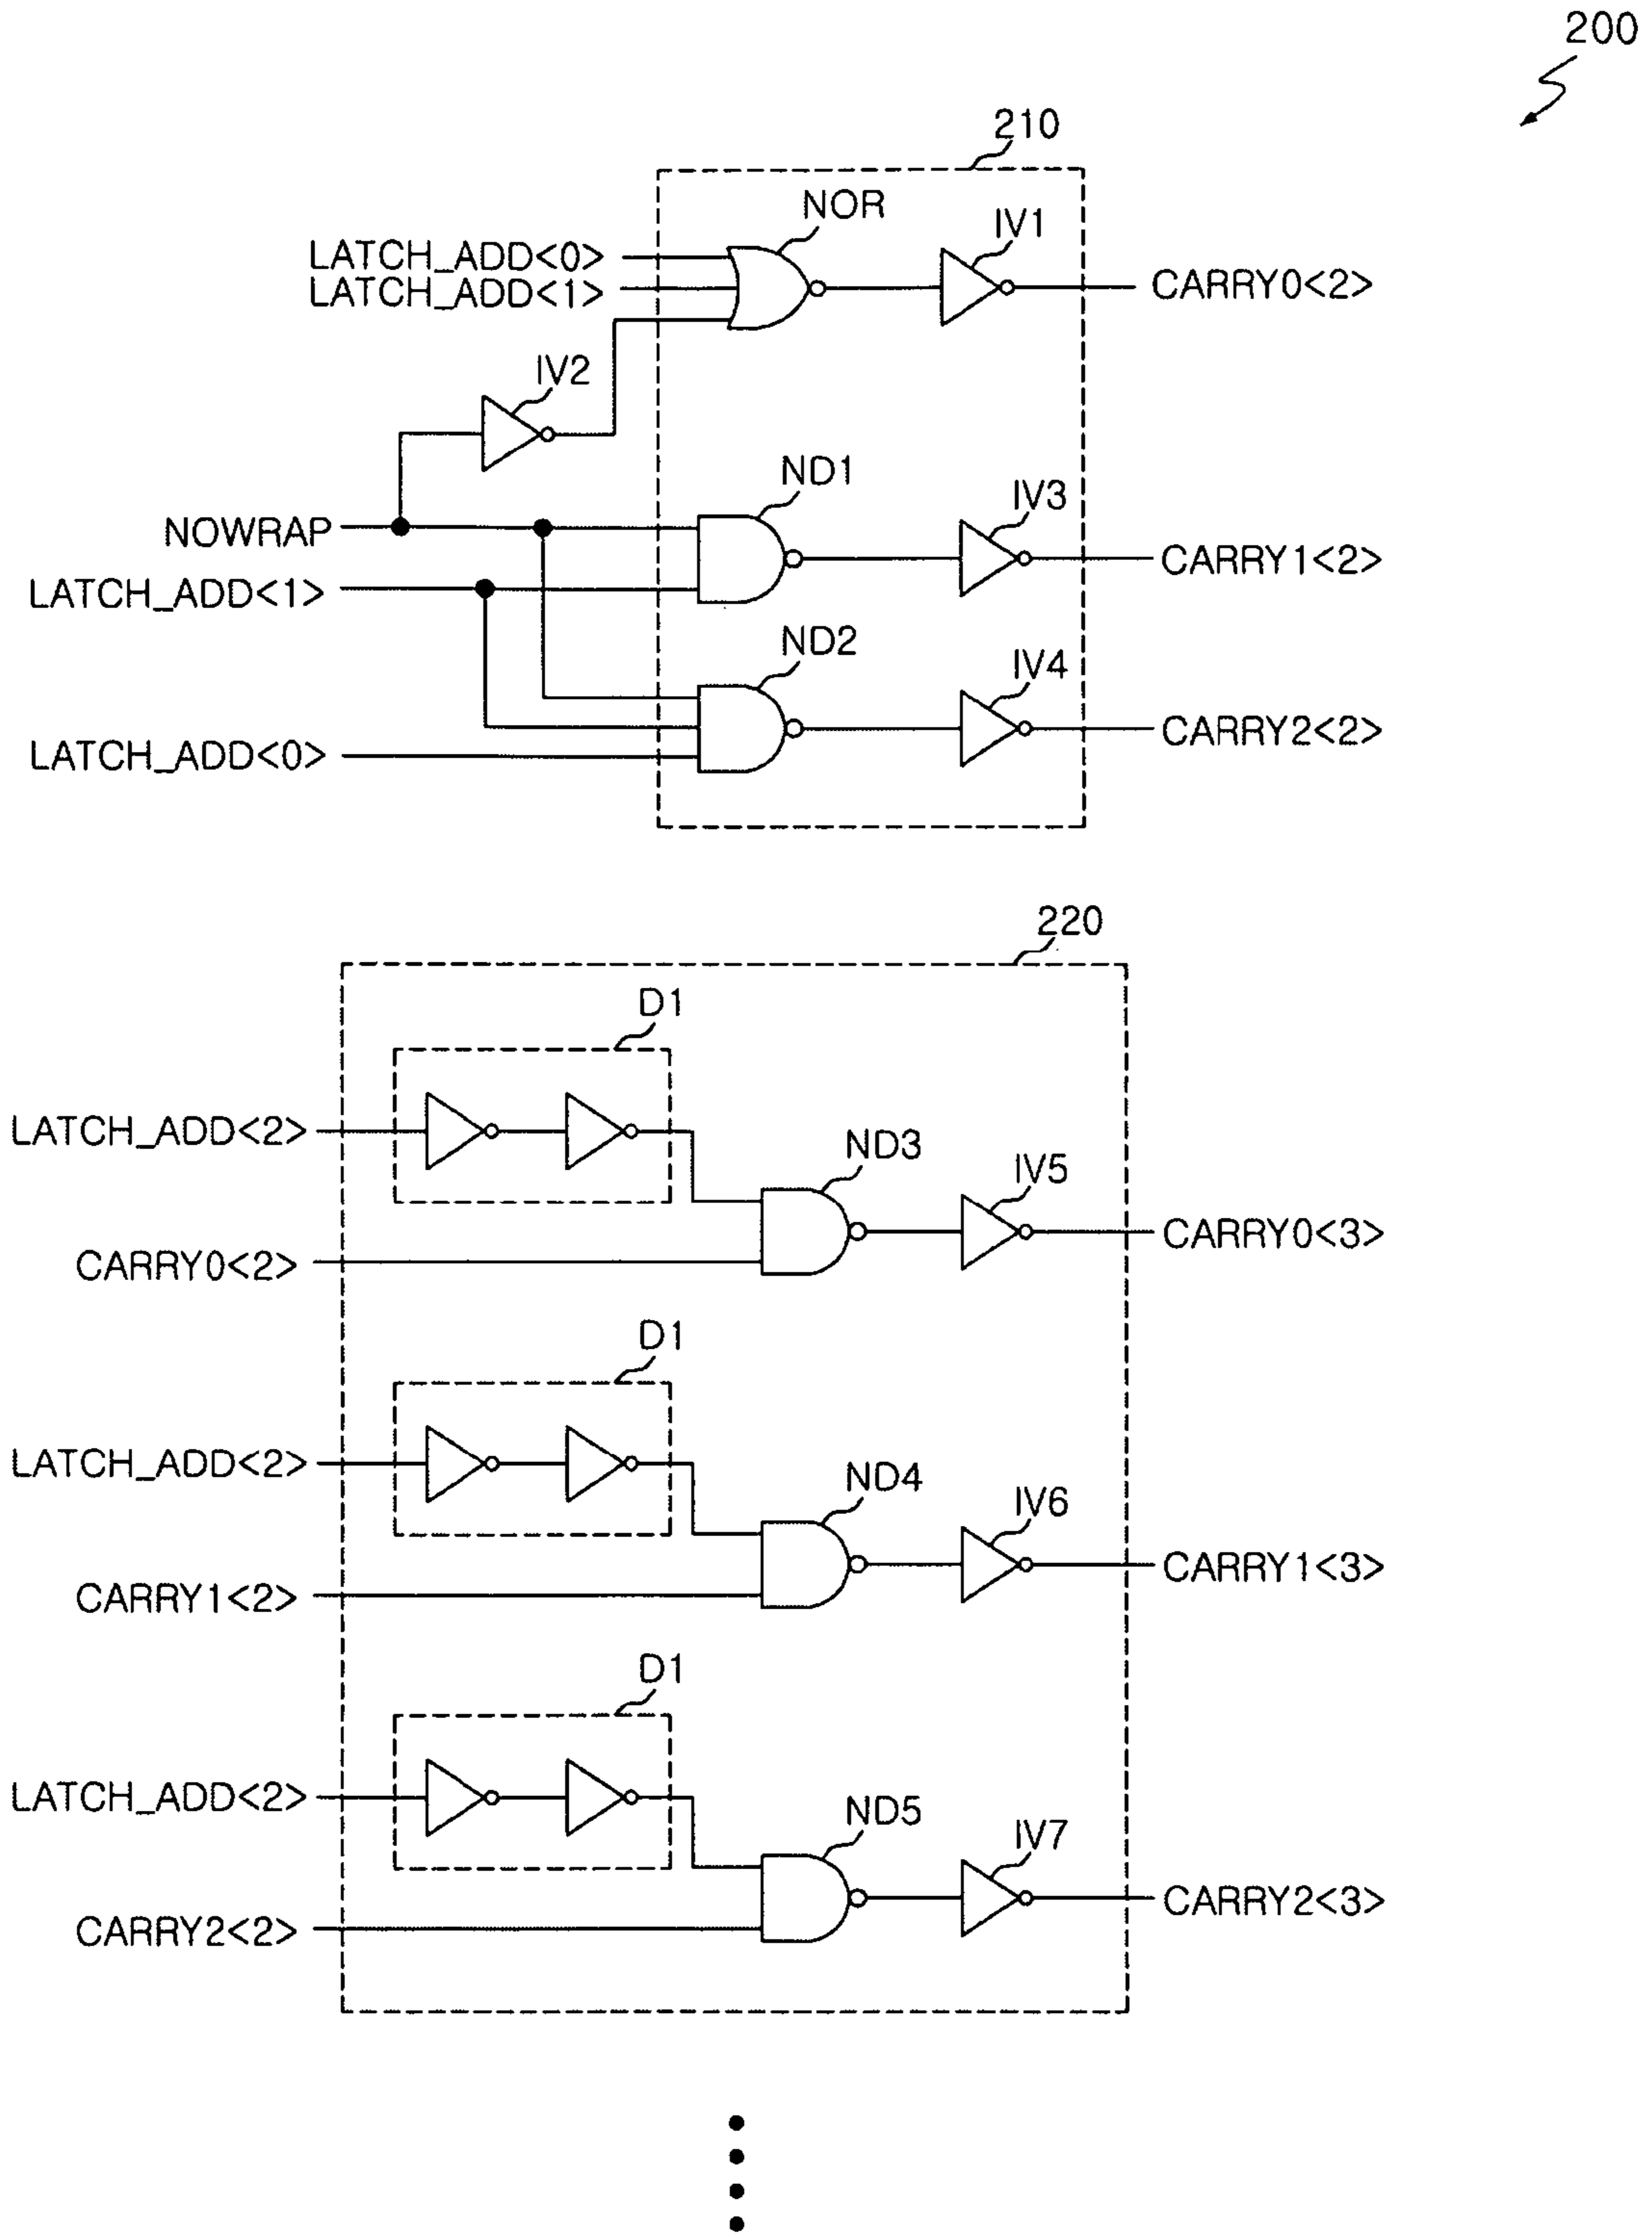 200
210
NOR
IV1
LATCH_ADD<0>
LATCH_ADD<1>
CARRY0<2>
IV2
ND1
IV3
NOWRAP
CARRY1<2>
LATCH_ADD<1>
ND2
IV4
LATCH_ADD<0>
CARRY2<2>
220
D1
LATCH_ADD<2>
ND3
IV5
CARRY0<3>
CARRY0<2>
D1
LATCH_ADD<2>
ND4
IV6
CARRY1<3>
CARRY1<2>
D1
LATCH_ADD<2>
ND5
IV7
CARRY2<3>
CARRY2<2>